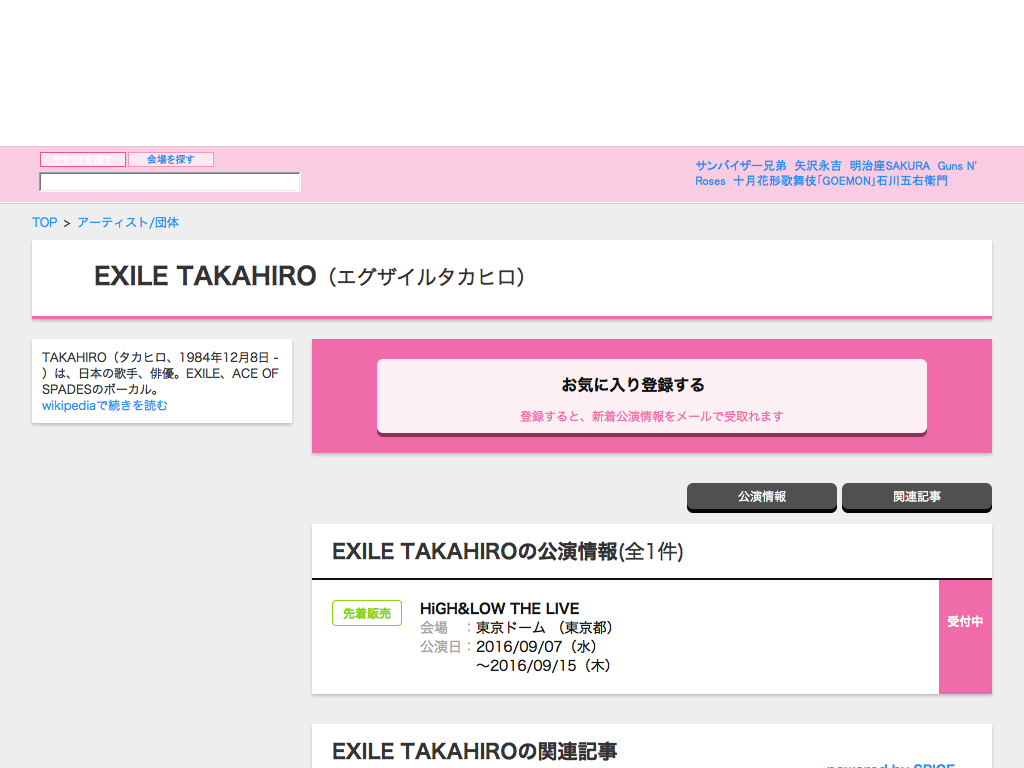 チケットを探す 会場を探す
サンバイザー兄弟 矢沢永吉 明治座SAKURA Guns N'
Roses 十月花形歌舞伎「GOEMON」石川五右衛門
TOP > アーティスト/団体
EXILE TAKAHIRO（エグザイルタカヒロ）
TAKAHIRO（タカヒロ、1984年12月8日 -
）は、日本の歌手、俳優。EXILE、ACE OF
SPADESのボーカル。
wikipediaで続きを読む
お気に入り登録する
登録すると、新着公演情報をメールで受取れます
公演情報 関連記事
EXILE TAKAHIROの公演情報(全1件)
先着販売
HiGH&LOW THE LIVE
会場 ：東京ドーム （東京都）
公演日：2016/09/07（水）
～2016/09/15（木）
受付中
EXILE TAKAHIROの関連記事
powered by SPICE